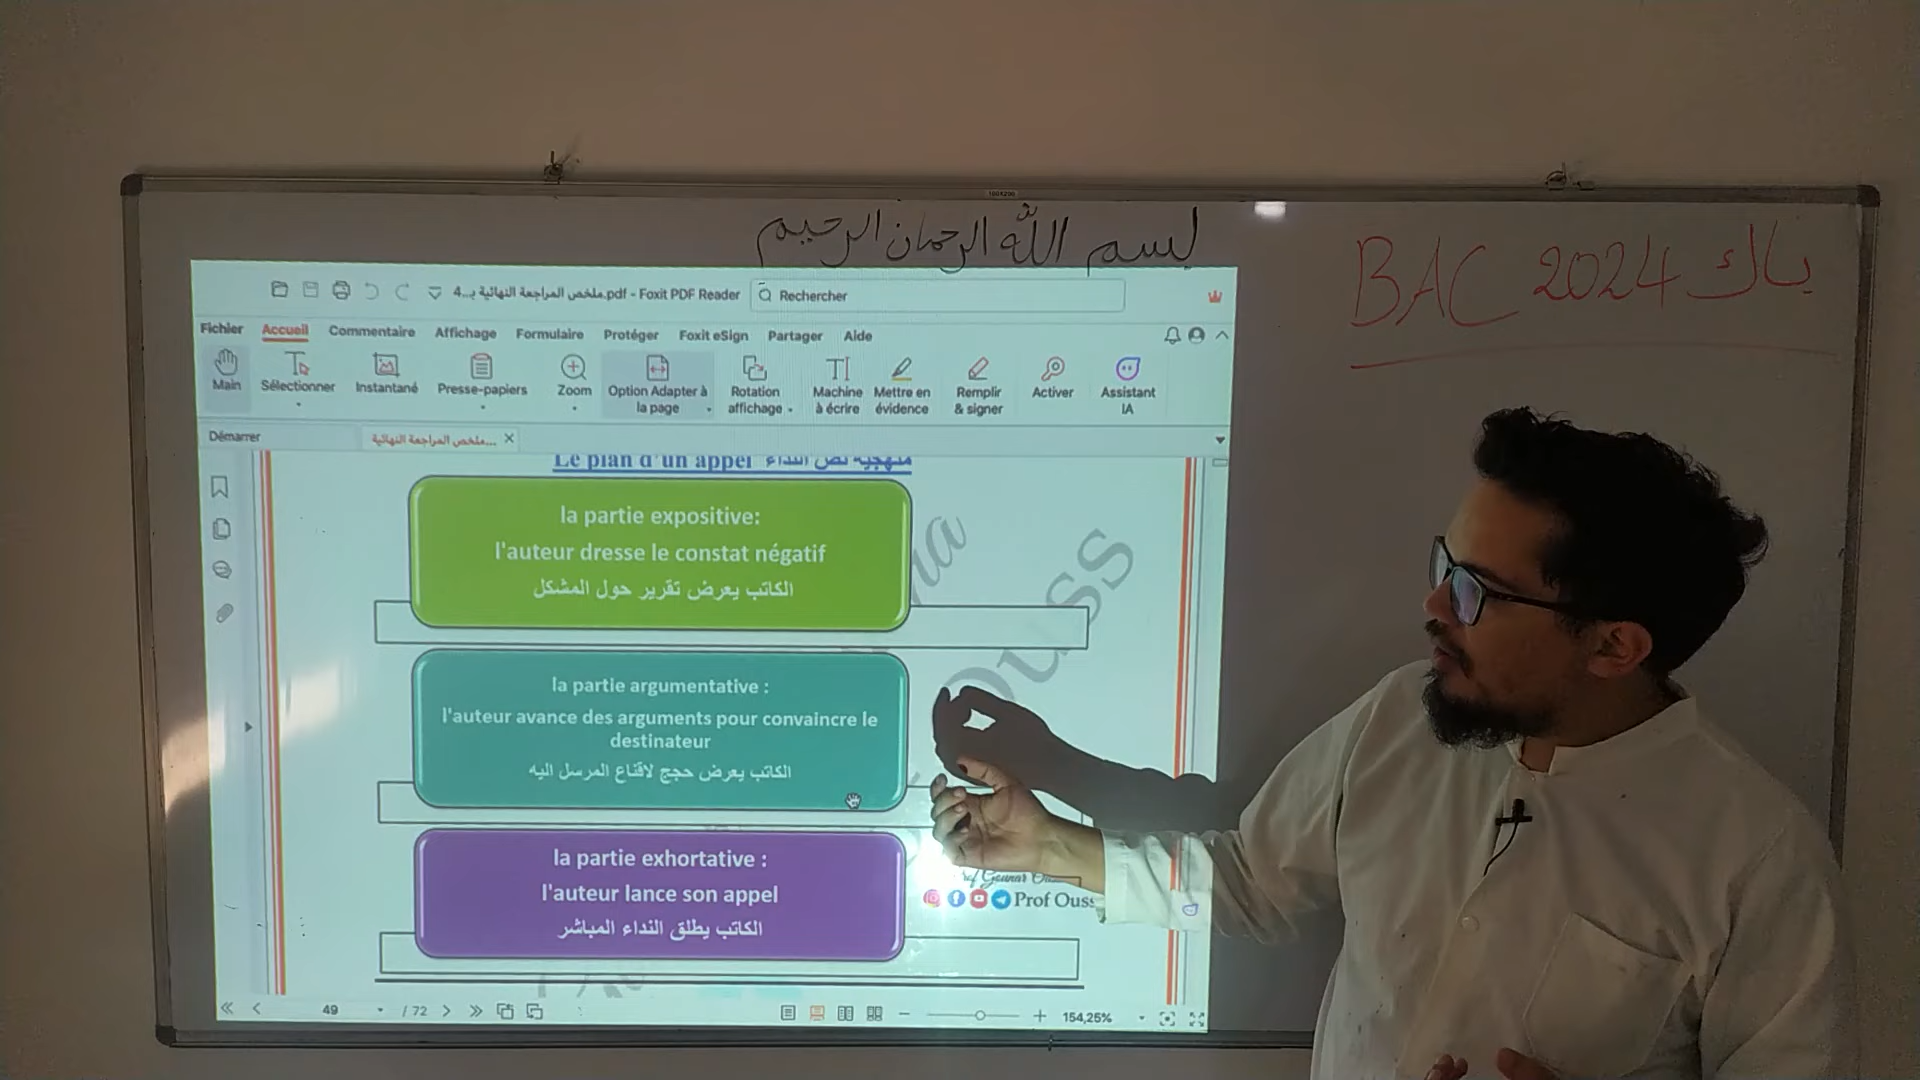 بسم الله الرحمان الرحيم
BAC 2024 باك
ملخص المراجعة النهائية بـ...4.pdf - Foxit PDF Reader
Rechercher
Fichier Accueil Commentaire Affichage Formulaire Protéger Foxit eSign Partager Aide
Main Sélectionner Instantané Presse-papiers Zoom Option Adapter à la page Rotation affichage Machine à écrire Mettre en évidence Remplir & signer Activer Assistant IA
Démarrer
ملخص المراجعة النهائية...
Le plan d'un appel منهجية نص النداء
la partie expositive:
l'auteur dresse le constat négatif
الكاتب يعرض تقرير حول المشكل
la partie argumentative :
l'auteur avance des arguments pour convaincre le
destinateur
الكاتب يعرض حجج لاقناع المرسل اليه
la partie exhortative :
l'auteur lance son appel
الكاتب يطلق النداء المباشر
Prof Ouss
49 / 72
154,25%